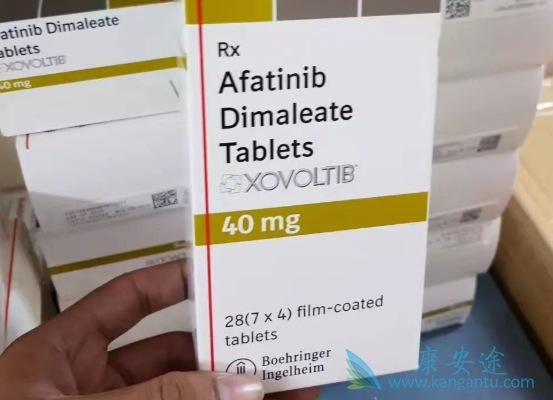 atinib Dimaleate
ablets
XOVOLTIB
40 mg
Rx
Afatinib
Dimaleate
Tablets
XOVOLTIB
40 mg
28(7 x 4) film-coated
tablets
Boehringer
Ingelheim
康安途
www.kangantu.com